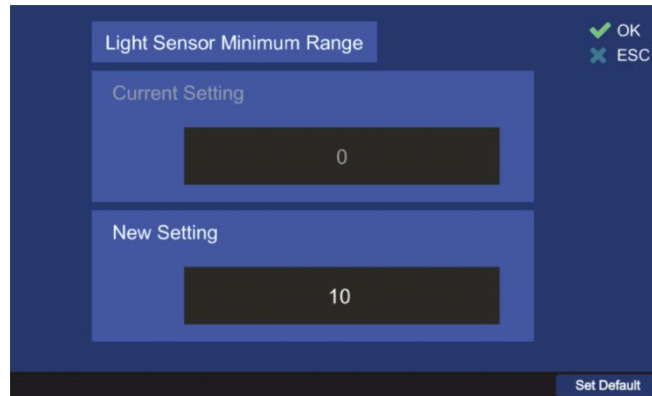 Light Sensor Minimum Range
OK
ESC
Current Setting
0
New Setting
10
Set Default